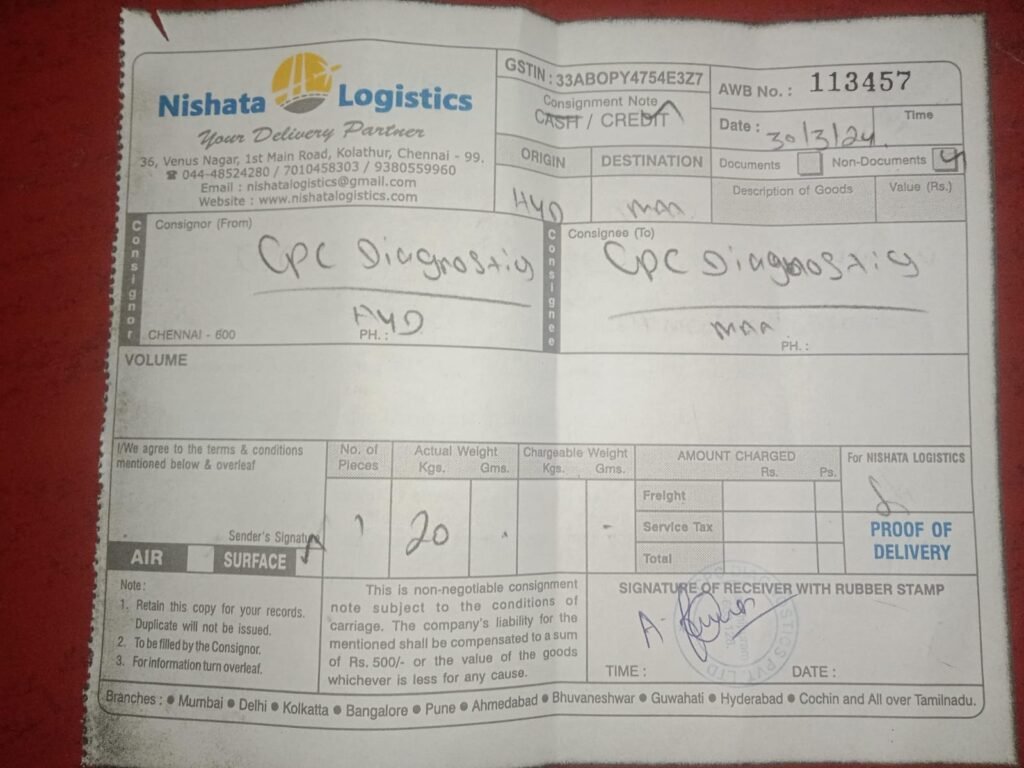 Nishata Logistics
Your Delivery Partner
36, Venus Nagar, 1st Main Road, Kolathur, Chennai - 99.
☎ 044-48524280 / 7010458303 / 9380559960
Email : nishatalogistics@gmail.com
Website : www.nishatalogistics.com
GSTIN : 33ABOPY4754E3Z7
Consignment Note
CASH / CREDIT
ORIGIN DESTINATION
HYD MAA
AWB No. : 113457
Date : 30/3/24 Time
Documents Non-Documents
Description of Goods Value (Rs.)
Consignor
Consignor (From)
CPC Diagnostics
HYD
CHENNAI - 600 PH. :
Consignee
Consignee (To)
CPC Diagnostics
MAA
PH. :
VOLUME
I/We agree to the terms & conditions
mentioned below & overleaf
Sender's Signature
AIR SURFACE
No. of
Pieces
1
Actual Weight
Kgs. Gms.
20
Chargeable Weight
Kgs. Gms.
AMOUNT CHARGED
Rs. Ps.
Freight
Service Tax
Total
For NISHATA LOGISTICS
PROOF OF
DELIVERY
Note :
1. Retain this copy for your records.
Duplicate will not be issued.
2. To be filled by the Consignor.
3. For information turn overleaf.
This is non-negotiable consignment
note subject to the conditions of
carriage. The company's liability for the
mentioned shall be compensated to a sum
of Rs. 500/- or the value of the goods
whichever is less for any cause.
SIGNATURE OF RECEIVER WITH RUBBER STAMP
TIME : DATE :
Branches : ● Mumbai ● Delhi ● Kolkatta ● Bangalore ● Pune ● Ahmedabad ● Bhuvaneshwar ● Guwahati ● Hyderabad ● Cochin and All over Tamilnadu.